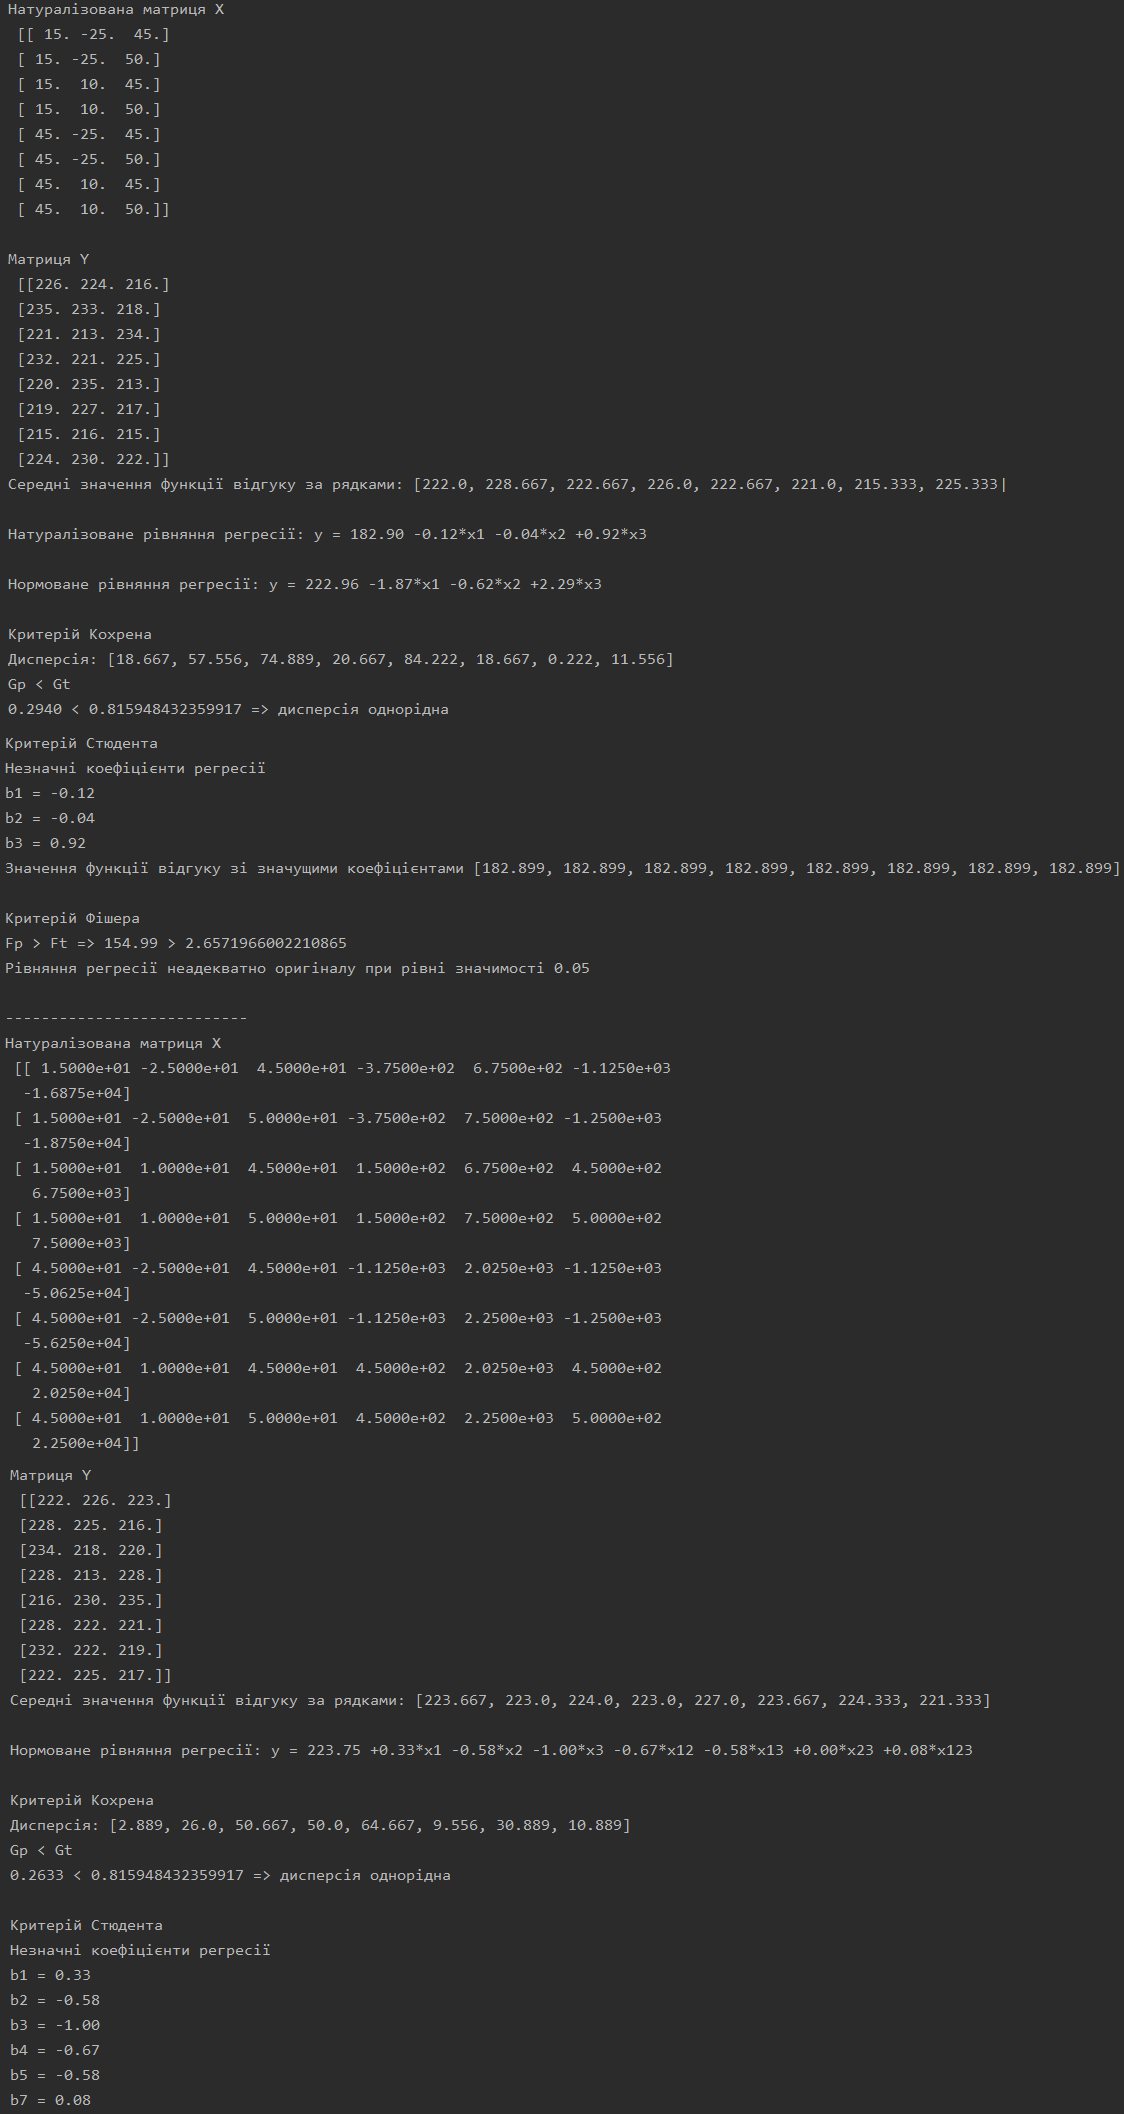 Натуралізована матриця X
[[ 15. -25.  45.]
[ 15. -25.  50.]
[ 15.  10.  45.]
[ 15.  10.  50.]
[ 45. -25.  45.]
[ 45. -25.  50.]
[ 45.  10.  45.]
[ 45.  10.  50.]]
Матриця Y
[[226. 224. 216.]
[235. 233. 218.]
[221. 213. 234.]
[232. 221. 225.]
[220. 235. 213.]
[219. 227. 217.]
[215. 216. 215.]
[224. 230. 222.]]
Середні значення функції відгуку за рядками: [222.0, 228.667, 222.667, 226.0, 222.667, 221.0, 215.333, 225.333|
Натуралізоване рівняння регресії: y = 182.90 -0.12*x1 -0.04*x2 +0.92*x3
Нормоване рівняння регресії: y = 222.96 -1.87*x1 -0.62*x2 +2.29*x3
Критерій Кохрена
Дисперсія: [18.667, 57.556, 74.889, 20.667, 84.222, 18.667, 0.222, 11.556]
Gp < Gt
0.2940 < 0.815948432359917 => дисперсія однорідна
Критерій Стюдента
Незначні коефіцієнти регресії
b1 = -0.12
b2 = -0.04
b3 = 0.92
Значення функції відгуку зі значущими коефіцієнтами [182.899, 182.899, 182.899, 182.899, 182.899, 182.899, 182.899, 182.899]
Критерій Фішера
Fp > Ft => 154.99 > 2.6571966002210865
Рівняння регресії неадекватно оригіналу при рівні значимості 0.05
---------------------------
Натуралізована матриця X
[[ 1.5000e+01 -2.5000e+01  4.5000e+01 -3.7500e+02  6.7500e+02 -1.1250e+03
-1.6875e+04]
[ 1.5000e+01 -2.5000e+01  5.0000e+01 -3.7500e+02  7.5000e+02 -1.2500e+03
-1.8750e+04]
[ 1.5000e+01  1.0000e+01  4.5000e+01  1.5000e+02  6.7500e+02  4.5000e+02
6.7500e+03]
[ 1.5000e+01  1.0000e+01  5.0000e+01  1.5000e+02  7.5000e+02  5.0000e+02
7.5000e+03]
[ 4.5000e+01 -2.5000e+01  4.5000e+01 -1.1250e+03  2.0250e+03 -1.1250e+03
-5.0625e+04]
[ 4.5000e+01 -2.5000e+01  5.0000e+01 -1.1250e+03  2.2500e+03 -1.2500e+03
-5.6250e+04]
[ 4.5000e+01  1.0000e+01  4.5000e+01  4.5000e+02  2.0250e+03  4.5000e+02
2.0250e+04]
[ 4.5000e+01  1.0000e+01  5.0000e+01  4.5000e+02  2.2500e+03  5.0000e+02
2.2500e+04]]
Матриця Y
[[222. 226. 223.]
[228. 225. 216.]
[234. 218. 220.]
[228. 213. 228.]
[216. 230. 235.]
[228. 222. 221.]
[232. 222. 219.]
[222. 225. 217.]]
Середні значення функції відгуку за рядками: [223.667, 223.0, 224.0, 223.0, 227.0, 223.667, 224.333, 221.333]
Нормоване рівняння регресії: y = 223.75 +0.33*x1 -0.58*x2 -1.00*x3 -0.67*x12 -0.58*x13 +0.00*x23 +0.08*x123
Критерій Кохрена
Дисперсія: [2.889, 26.0, 50.667, 50.0, 64.667, 9.556, 30.889, 10.889]
Gp < Gt
0.2633 < 0.815948432359917 => дисперсія однорідна
Критерій Стюдента
Незначні коефіцієнти регресії
b1 = 0.33
b2 = -0.58
b3 = -1.00
b4 = -0.67
b5 = -0.58
b7 = 0.08